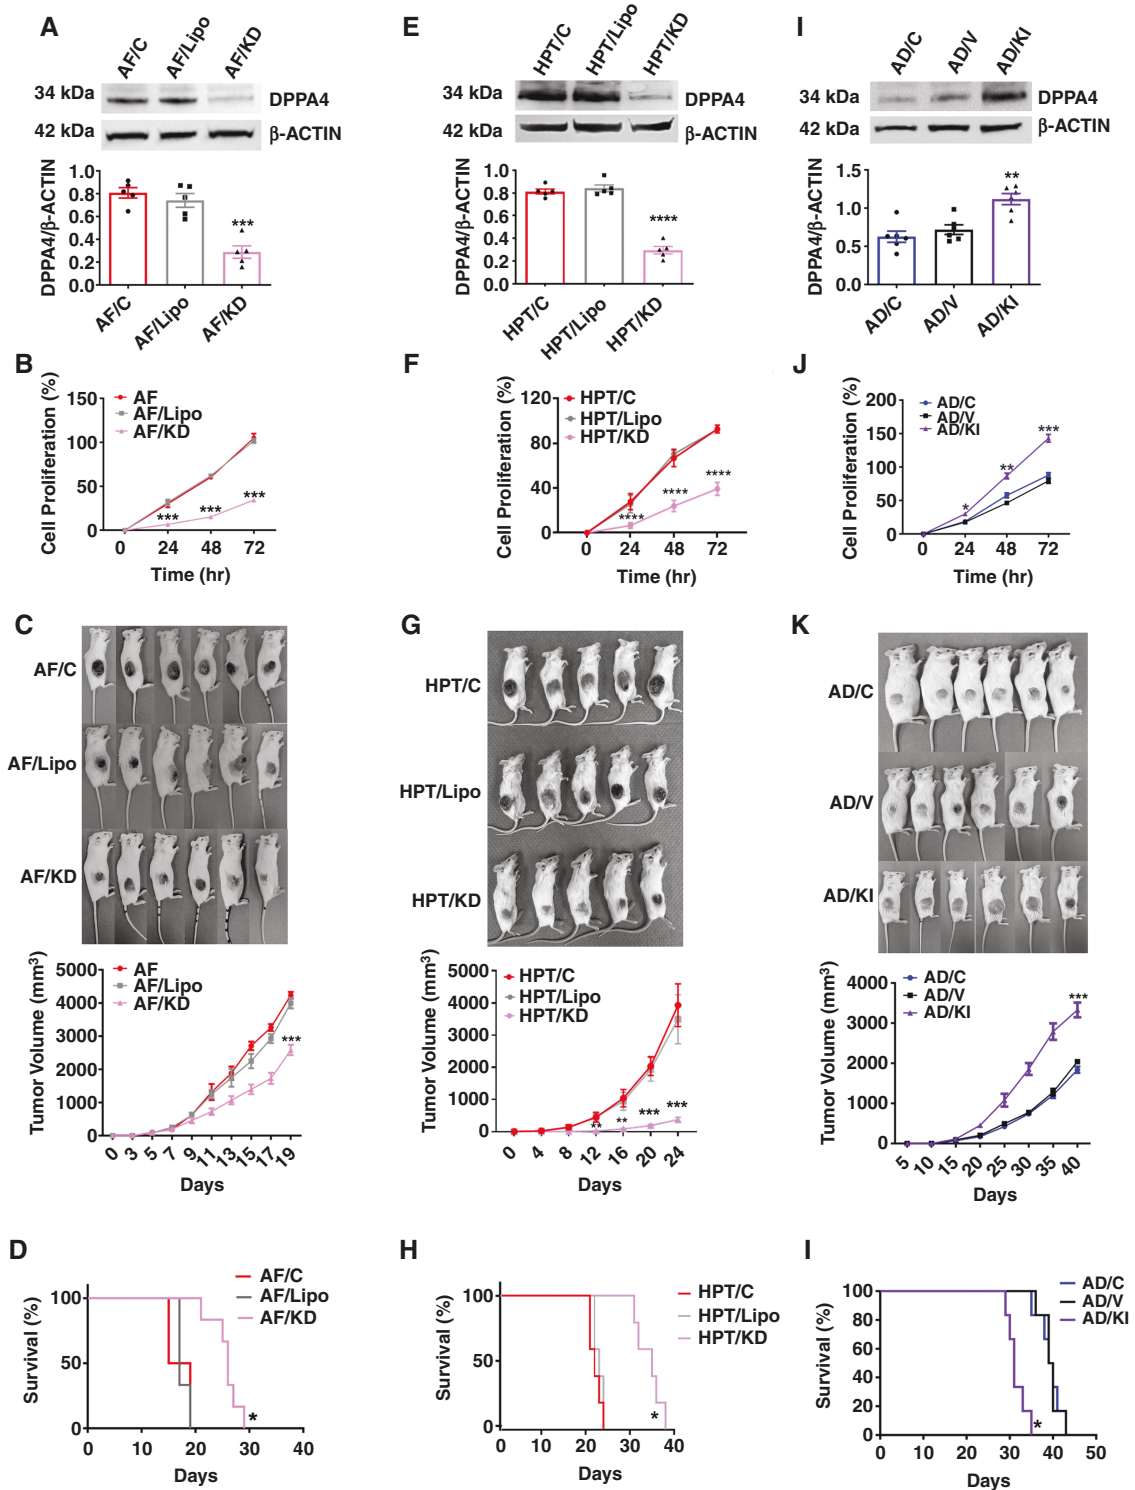 A
AF/C
AF/Lipo
AF/KD
34 kDa
DPPA4
42 kDa
β-ACTIN
DPPA4/β-ACTIN
1.0
0.8
0.6
0.4
0.2
0.0
***
AF/C
AF/Lipo
AF/KD
E
HPT/C
HPT/Lipo
HPT/KD
34 kDa
DPPA4
42 kDa
β-ACTIN
DPPA4/β-ACTIN
1.0
0.8
0.6
0.4
0.2
0.0
****
HPT/C
HPT/Lipo
HPT/KD
I
AD/C
AD/V
AD/KI
34 kDa
DPPA4
42 kDa
β-ACTIN
DPPA4/β-ACTIN
1.5
1.0
0.5
0.0
**
AD/C
AD/V
AD/KI
B
Cell Proliferation (%)
150
100
50
0
AF
AF/Lipo
AF/KD
*** *** ***
0 24 48 72
Time (hr)
F
Cell Proliferation (%)
120
80
40
0
HPT/C
HPT/Lipo
HPT/KD
**** **** ****
0 24 48 72
Time (hr)
J
Cell Proliferation (%)
200
150
100
50
0
AD/C
AD/V
AD/KI
* ** ***
0 24 48 72
Time (hr)
C
AF/C
AF/Lipo
AF/KD
Tumor Volume (mm³)
5000
4000
3000
2000
1000
0
AF
AF/Lipo
AF/KD
***
0 3 5 7 9 11 13 15 17 19
Days
G
HPT/C
HPT/Lipo
HPT/KD
Tumor Volume (mm³)
5000
4000
3000
2000
1000
0
HPT/C
HPT/Lipo
HPT/KD
** ** *** ***
0 4 8 12 16 20 24
Days
K
AD/C
AD/V
AD/KI
Tumor Volume (mm³)
4000
3000
2000
1000
0
AD/C
AD/V
AD/KI
***
5 10 15 20 25 30 35 40
Days
D
Survival (%)
100
50
0
AF/C
AF/Lipo
AF/KD
*
0 10 20 30 40
Days
H
Survival (%)
100
50
0
HPT/C
HPT/Lipo
HPT/KD
*
0 10 20 30 40
Days
I
Survival (%)
100
80
60
40
20
0
AD/C
AD/V
AD/KI
*
0 10 20 30 40 50
Days